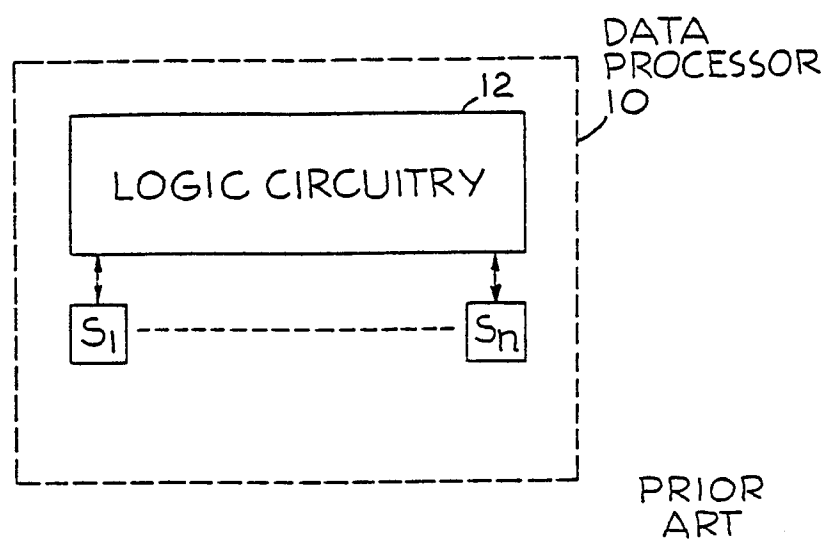 DATA
PROCESSOR
10
12
LOGIC CIRCUITRY
S1
Sn
PRIOR
ART